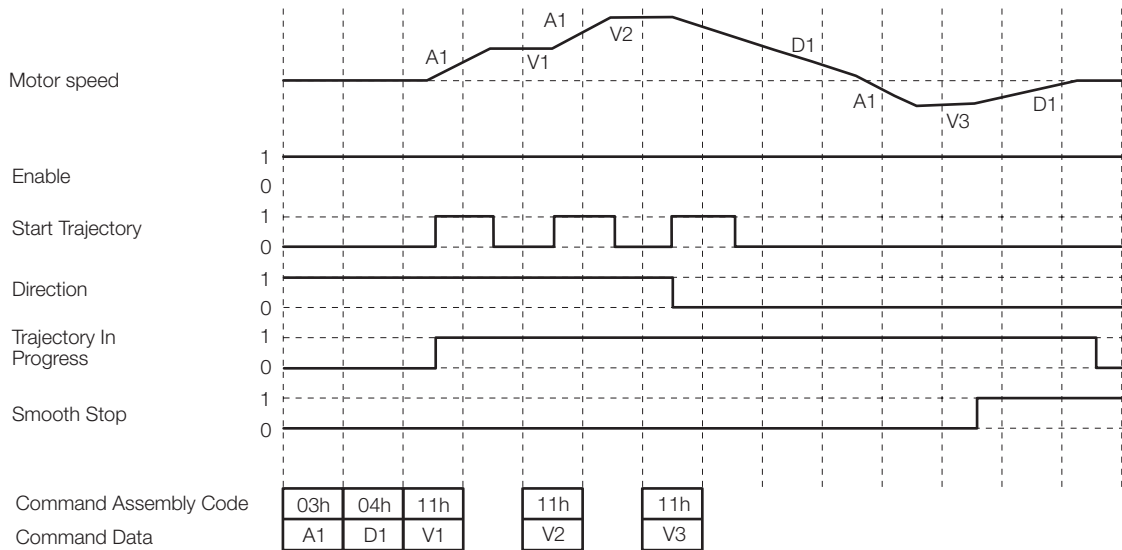 A1
V1
A1
V2
D1
A1
V3
D1
Motor speed
1
Enable
0
1
Start Trajectory
0
1
Direction
0
Trajectory In
Progress
1
0
1
Smooth Stop
0
Command Assembly Code 03h 04h 11h 11h 11h
Command Data A1 D1 V1 V2 V3